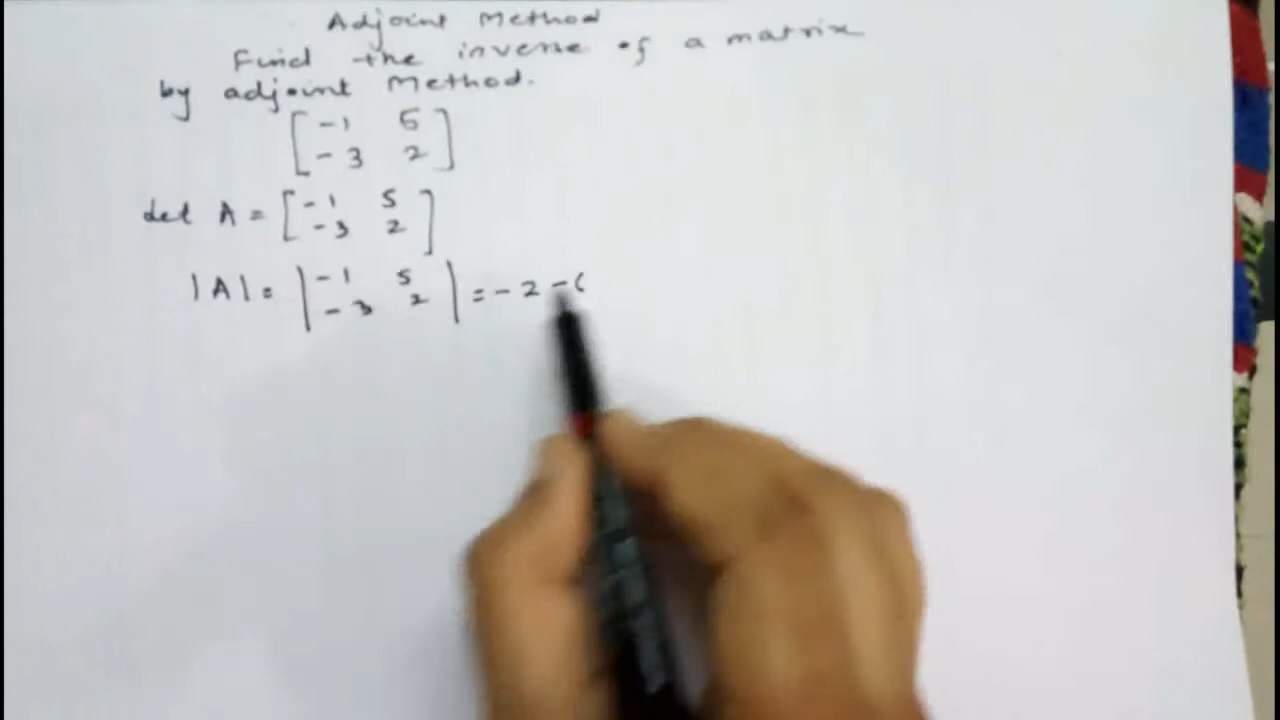 Adjoint Method
Find the inverse of a matrix
by adjoint Method.
[ -1 5
-3 2 ]
det A = [ -1 5
-3 2 ]
|A| = | -1 5
-3 2 | = - 2 - (